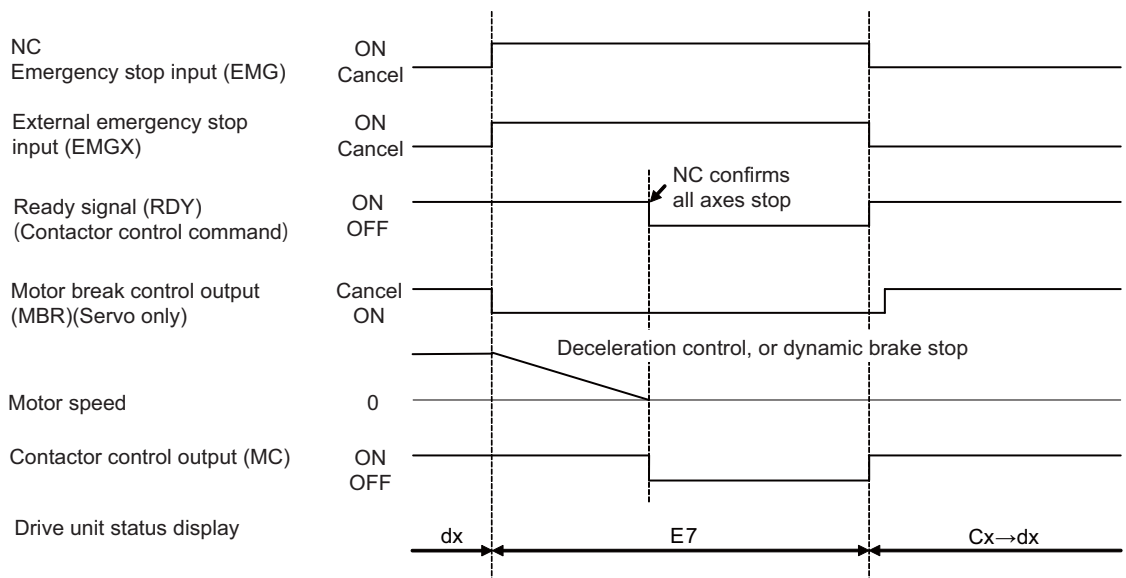 NC
Emergency stop input (EMG)
ON
Cancel
External emergency stop
input (EMGX)
ON
Cancel
NC confirms
all axes stop
Ready signal (RDY)
(Contactor control command)
ON
OFF
Motor break control output
(MBR)(Servo only)
Cancel
ON
Deceleration control, or dynamic brake stop
Motor speed
0
Contactor control output (MC)
ON
OFF
Drive unit status display
dx
E7
Cx→dx